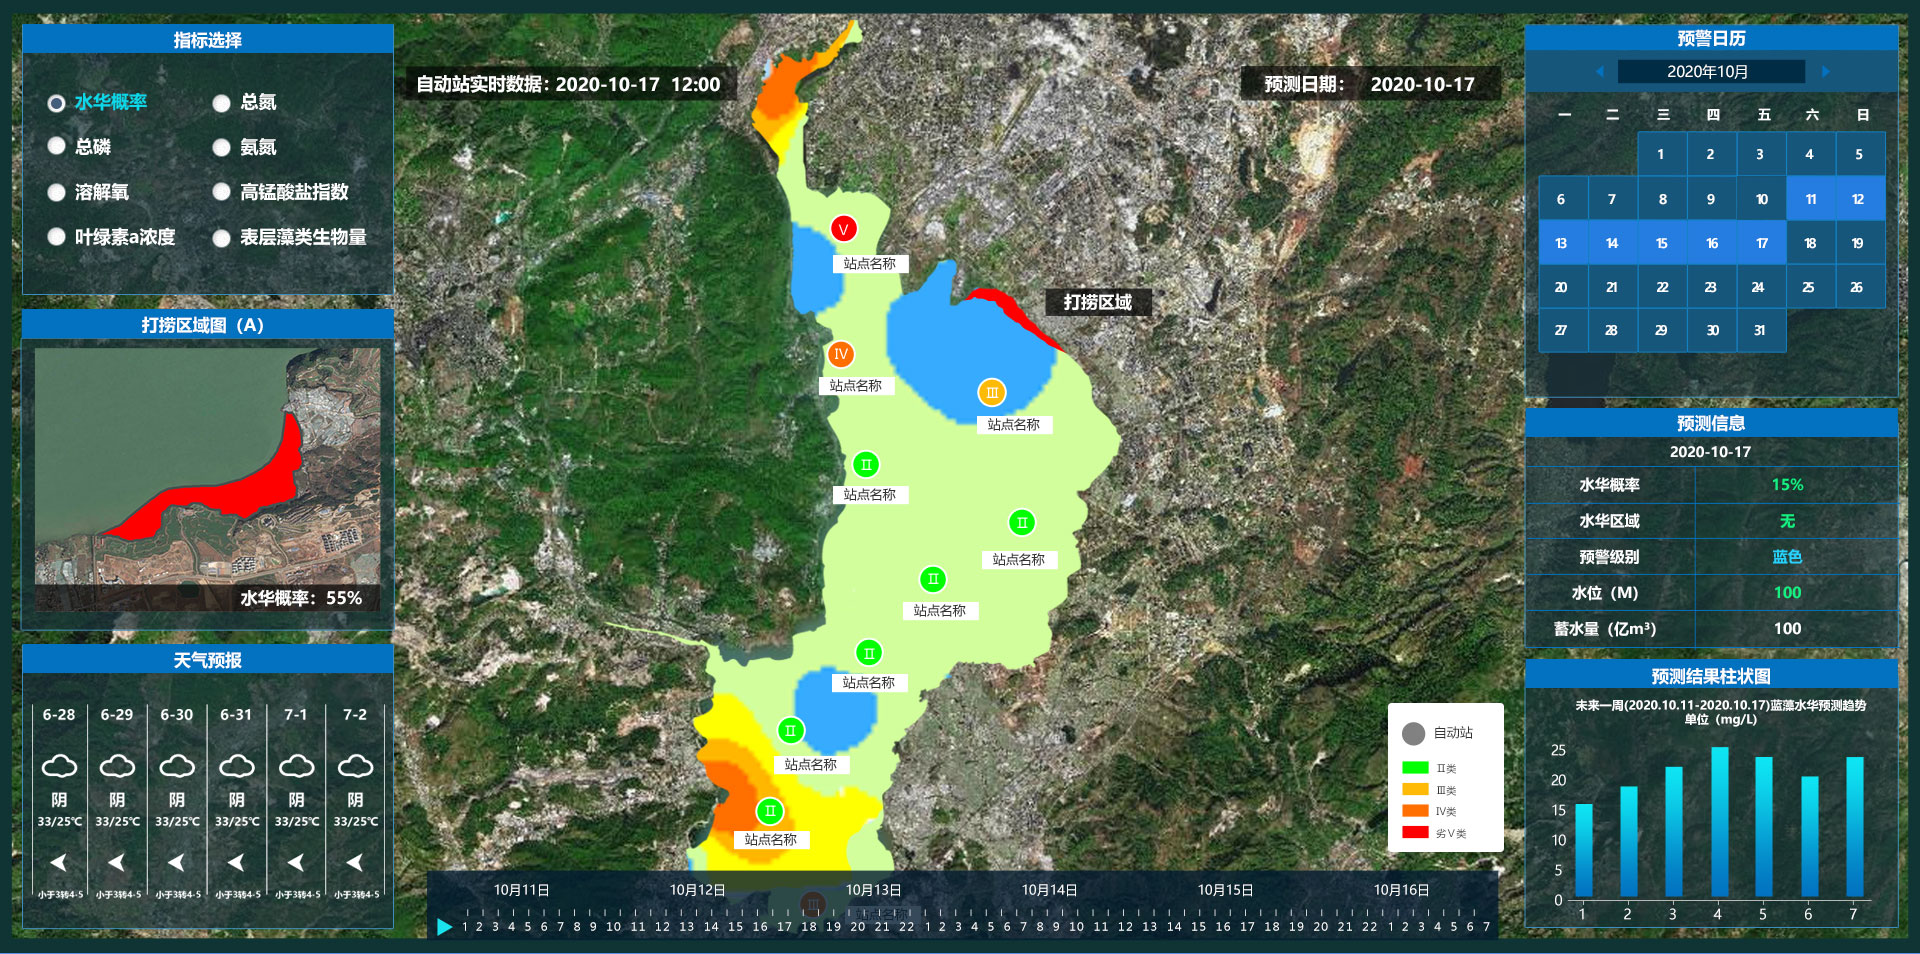 指标选择
水华概率
总氮
总磷
氨氮
溶解氧
高锰酸盐指数
叶绿素a浓度
表层藻类生物量
打捞区域图（A）
水华概率：55%
天气预报
6-28 6-29 6-30 6-31 7-1 7-2
阴 阴 阴 阴 阴 阴
33/25℃ 33/25℃ 33/25℃ 33/25℃ 33/25℃ 33/25℃
小于3转4-5 小于3转4-5 小于3转4-5 小于3转4-5 小于3转4-5 小于3转4-5
自动站实时数据：2020-10-17 12:00
预测日期： 2020-10-17
V
站点名称
打捞区域
IV
站点名称
III
站点名称
II
站点名称
II
站点名称
II
站点名称
II
站点名称
II
站点名称
II
站点名称
III
自动站
II类
III类
IV类
劣V类
10月11日 10月12日 10月13日 10月14日 10月15日 10月16日
1 2 3 4 5 6 7 8 9 10 11 12 13 14 15 16 17 18 19 20 21 22 1 2 3 4 5 6 7 8 9 10 11 12 13 14 15 16 17 18 19 20 21 22 1 2 3 4 5 6 7
预警日历
2020年10月
一 二 三 四 五 六 日
1 2 3 4 5
6 7 8 9 10 11 12
13 14 15 16 17 18 19
20 21 22 23 24 25 26
27 28 29 30 31
预测信息
2020-10-17
水华概率 15%
水华区域 无
预警级别 蓝色
水位（M） 100
蓄水量（亿m³） 100
预测结果柱状图
未来一周(2020.10.11-2020.10.17)蓝藻水华预测趋势
单位（mg/L）
25
20
15
10
5
0
1 2 3 4 5 6 7